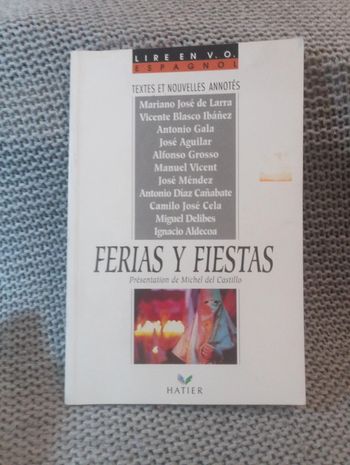 LIRE EN V.O.
ESPAGNOL
TEXTES ET NOUVELLES ANNOTÉS
Mariano José de Larra
Vicente Blasco Ibáñez
Antonio Gala
José Aguilar
Alfonso Grosso
Manuel Vicent
José Méndez
Antonio Díaz Cañabate
Camilo José Cela
Miguel Delibes
Ignacio Aldecoa
FERIAS Y FIESTAS
Présentation de Michel del Castillo
HATIER